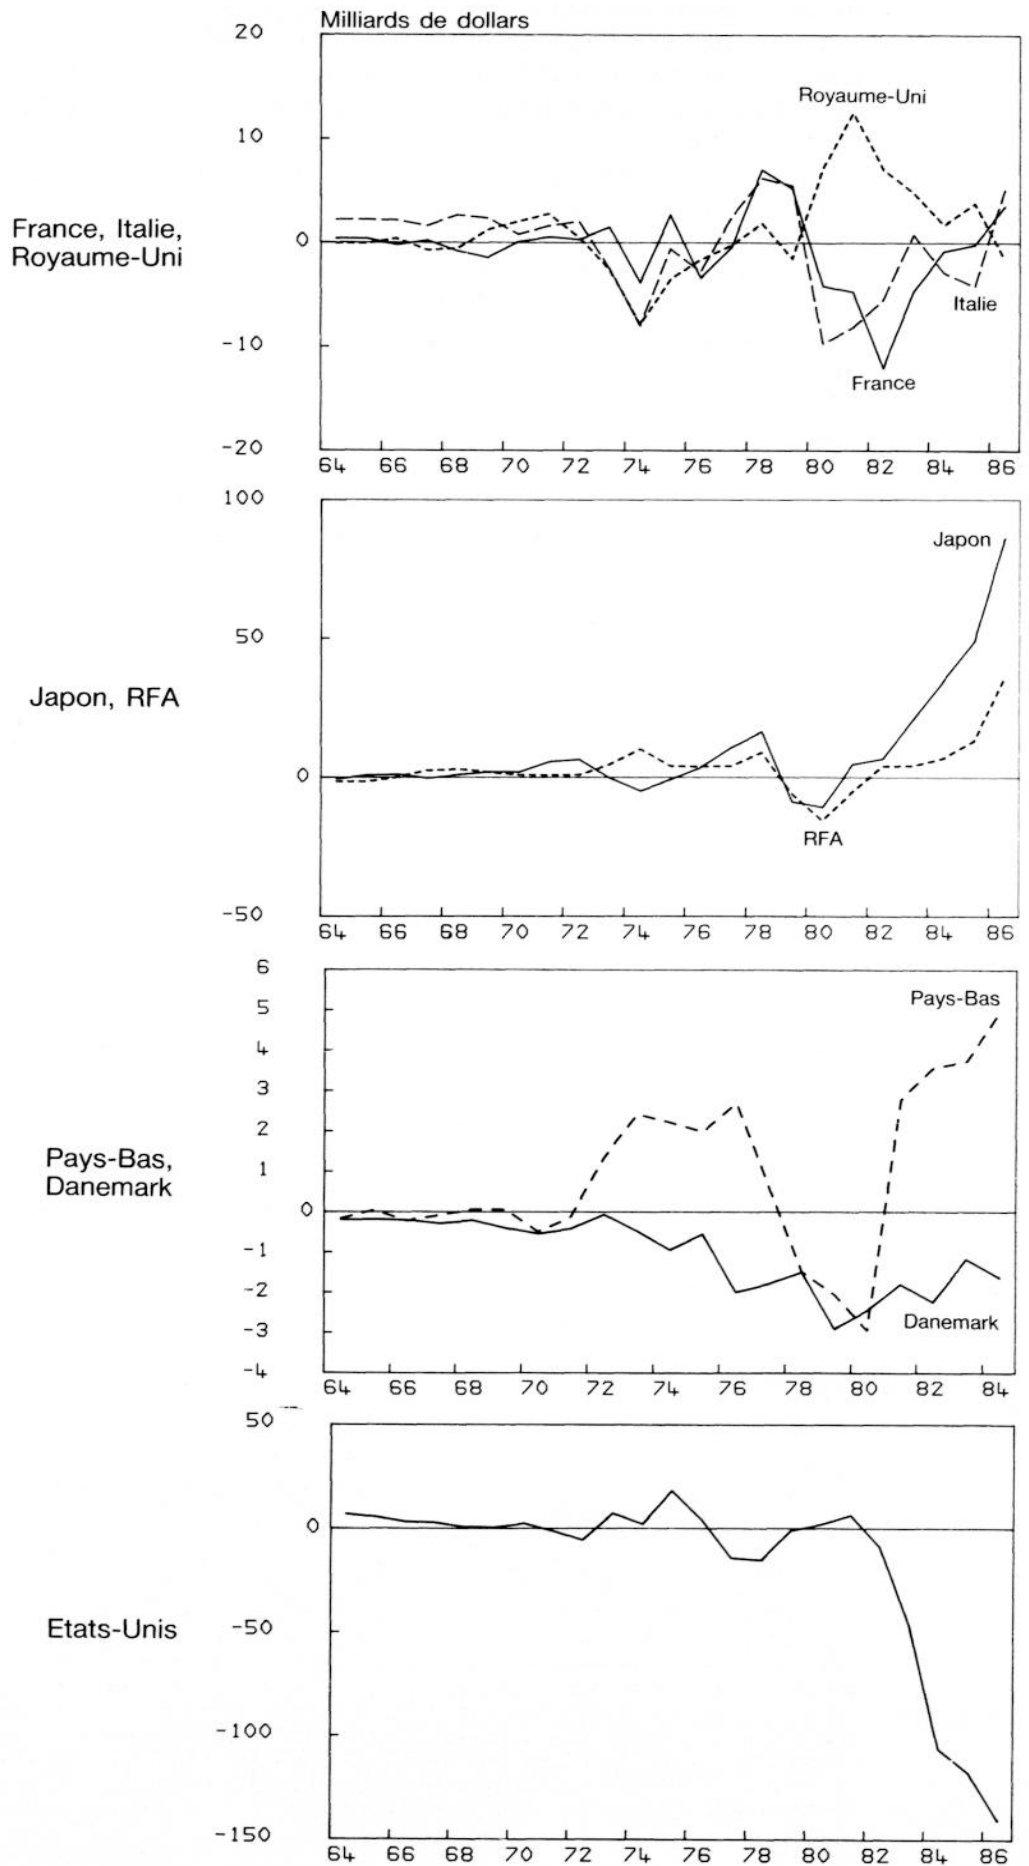 Milliards de dollars
20
10
0
-10
-20
France, Italie,
Royaume-Uni
Royaume-Uni
Italie
France
64 66 68 70 72 74 76 78 80 82 84 86
100
50
0
-50
Japon, RFA
Japon
RFA
64 66 68 70 72 74 76 78 80 82 84 86
6
5
4
3
2
1
0
-1
-2
-3
-4
Pays-Bas,
Danemark
Pays-Bas
Danemark
64 66 68 70 72 74 76 78 80 82 84
50
0
-50
-100
-150
Etats-Unis
64 66 68 70 72 74 76 78 80 82 84 86